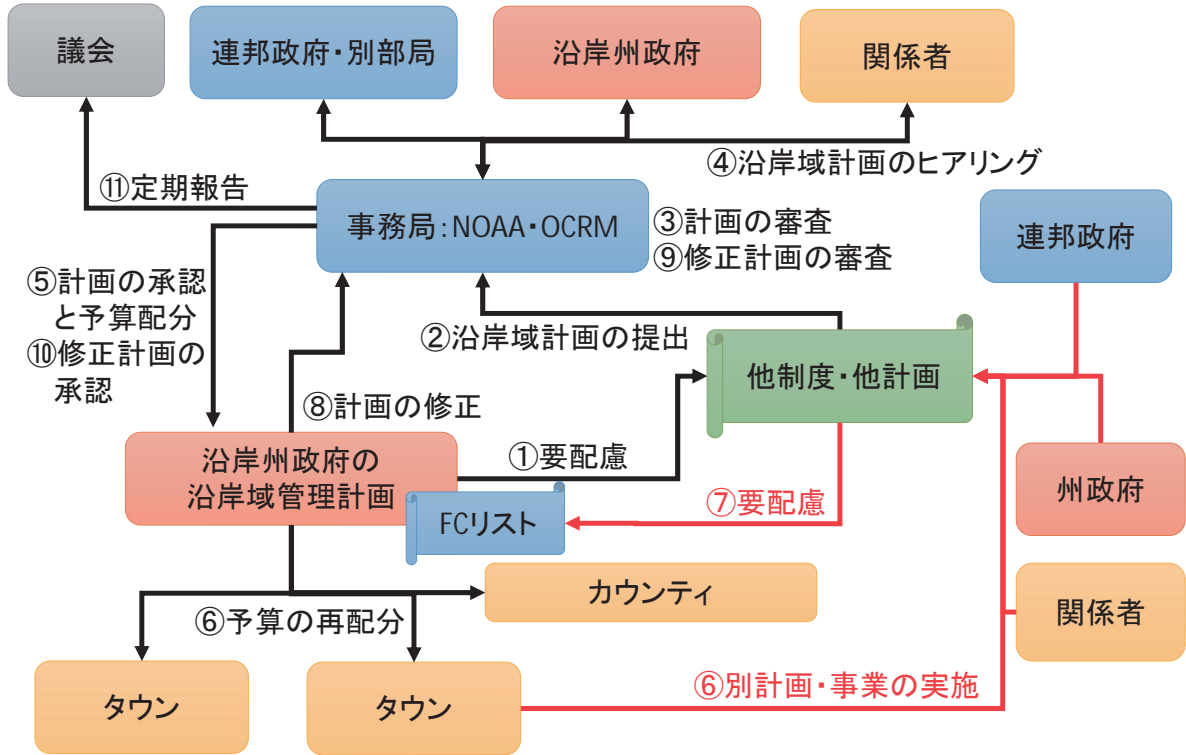 議会
連邦政府・別部局
沿岸州政府
関係者
④沿岸域計画のヒアリング
⑪定期報告
事務局：NOAA・OCRM
③計画の審査
⑨修正計画の審査
連邦政府
⑤計画の承認
と予算配分
⑩修正計画の
承認
②沿岸域計画の提出
他制度・他計画
⑧計画の修正
①要配慮
沿岸州政府の
沿岸域管理計画
FCリスト
⑦要配慮
州政府
カウンティ
⑥予算の再配分
関係者
タウン
タウン
⑥別計画・事業の実施